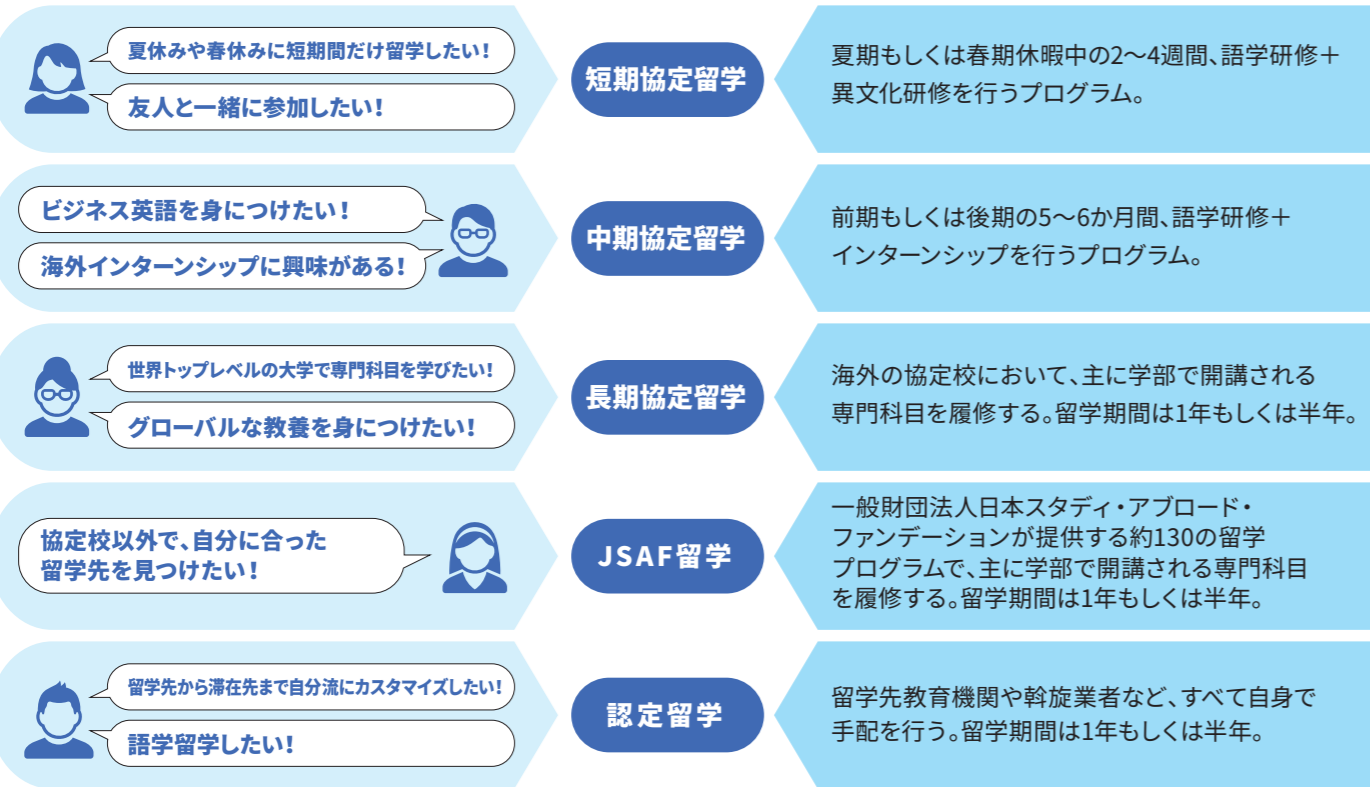 夏休みや春休みに短期間だけ留学したい！
友人と一緒に参加したい！
短期協定留学
夏期もしくは春期休暇中の2〜4週間、語学研修＋
異文化研修を行うプログラム。
ビジネス英語を身につけたい！
海外インターンシップに興味がある！
中期協定留学
前期もしくは後期の5〜6か月間、語学研修＋
インターンシップを行うプログラム。
世界トップレベルの大学で専門科目を学びたい！
グローバルな教養を身につけたい！
長期協定留学
海外の協定校において、主に学部で開講される
専門科目を履修する。留学期間は1年もしくは半年。
協定校以外で、自分に合った
留学先を見つけたい！
JSAF留学
一般財団法人日本スタディ・アブロード・
ファンデーションが提供する約130の留学
プログラムで、主に学部で開講される専門科目
を履修する。留学期間は1年もしくは半年。
留学先から滞在先まで自分流にカスタマイズしたい！
語学留学したい！
認定留学
留学先教育機関や斡旋業者など、すべて自身で
手配を行う。留学期間は1年もしくは半年。